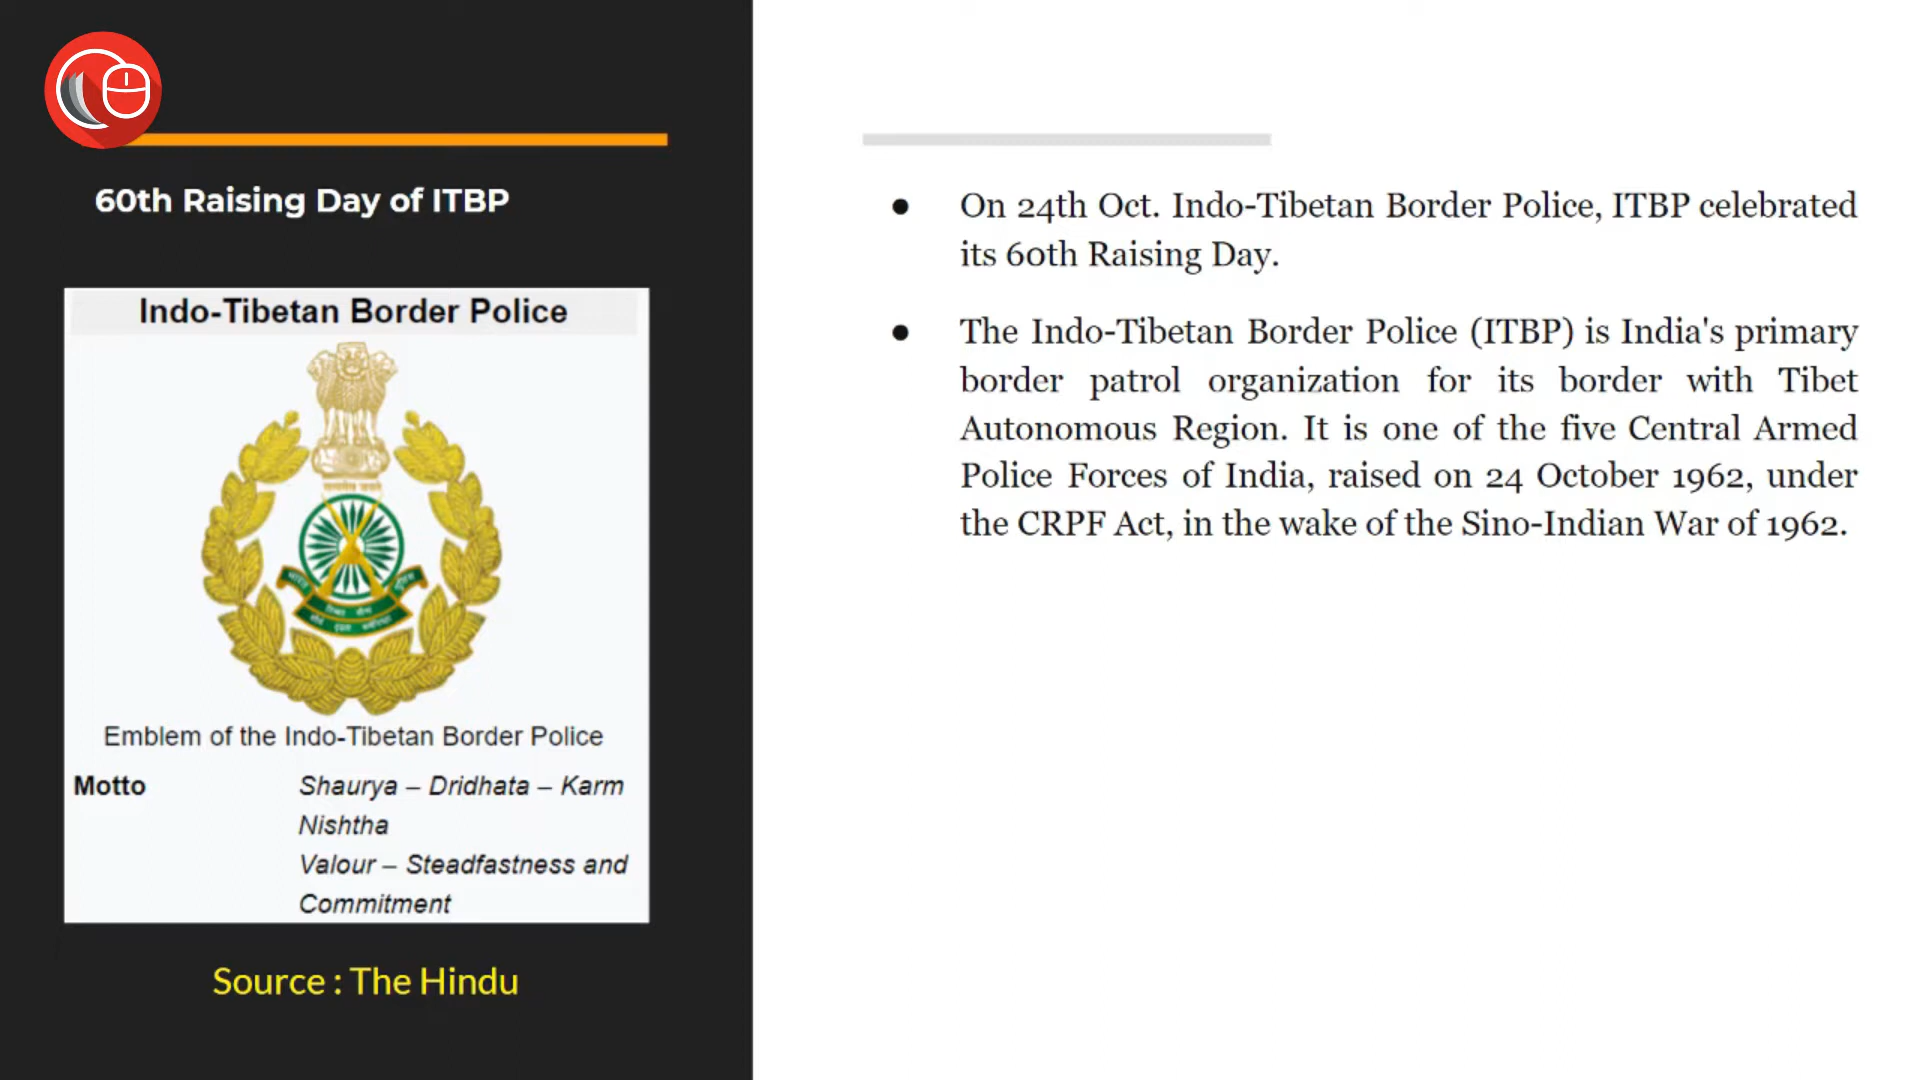 60th Raising Day of ITBP
Indo-Tibetan Border Police
सत्यमेव जयते
Emblem of the Indo-Tibetan Border Police
Motto
Shaurya – Dridhata – Karm
Nishtha
Valour – Steadfastness and
Commitment
Source : The Hindu
● On 24th Oct. Indo-Tibetan Border Police, ITBP celebrated
its 60th Raising Day.
● The Indo-Tibetan Border Police (ITBP) is India's primary
border patrol organization for its border with Tibet
Autonomous Region. It is one of the five Central Armed
Police Forces of India, raised on 24 October 1962, under
the CRPF Act, in the wake of the Sino-Indian War of 1962.